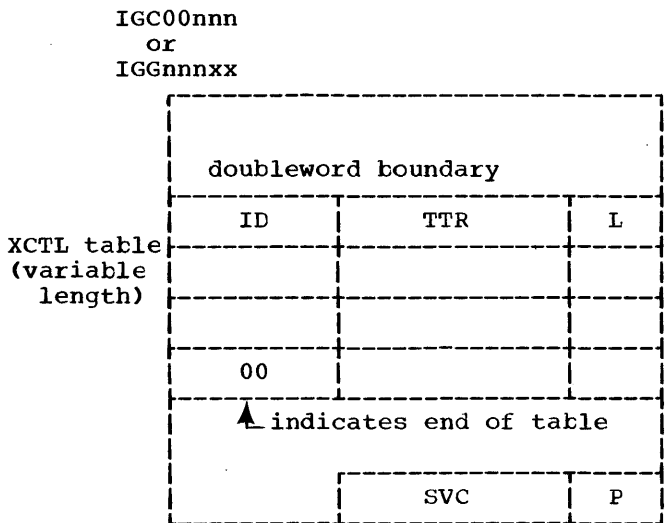 IGC00nnn
or
IGGnnnxx
doubleword boundary
ID TTR L
XCTL table
(variable
length)
00
indicates end of table
SVC P